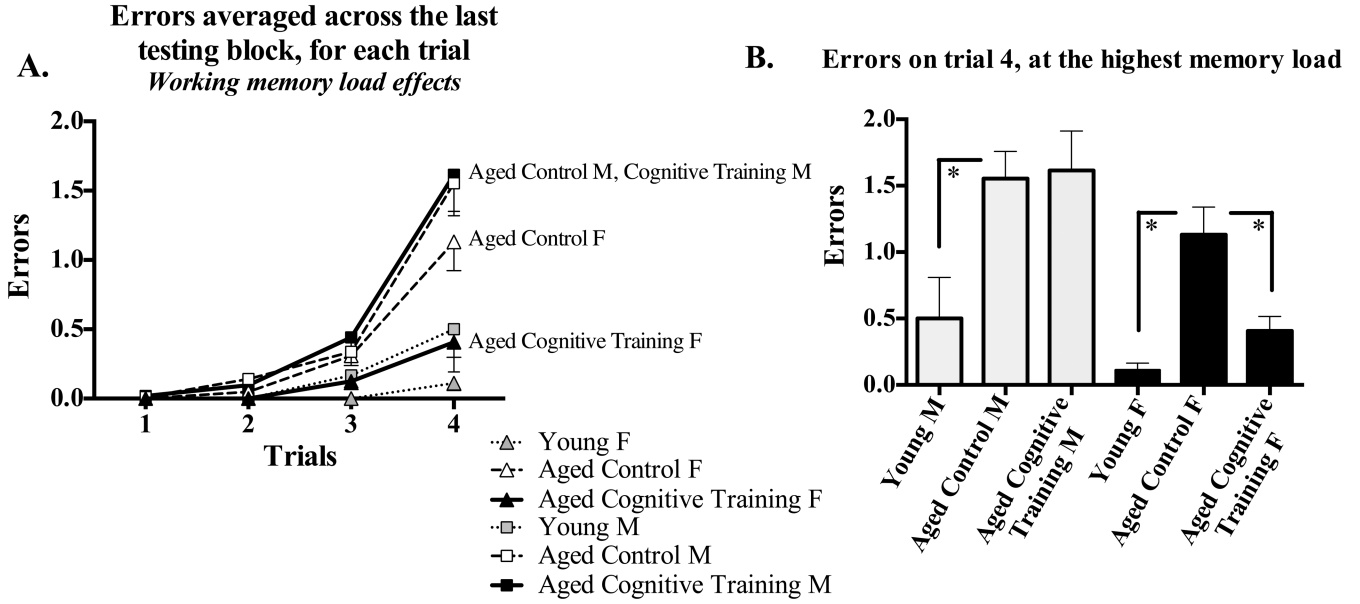 A.
Errors averaged across the last
testing block, for each trial
Working memory load effects
2.0
1.5
1.0
0.5
0.0
Errors
1 2 3 4
Trials
Aged Control M, Cognitive Training M
Aged Control F
Aged Cognitive Training F
Young F
Aged Control F
Aged Cognitive Training F
Young M
Aged Control M
Aged Cognitive Training M
B.
Errors on trial 4, at the highest memory load
2.0
1.5
1.0
0.5
0.0
Errors
*
*
*
Young M
Aged Control M
Aged Cognitive
Training M
Young F
Aged Control F
Aged Cognitive
Training F